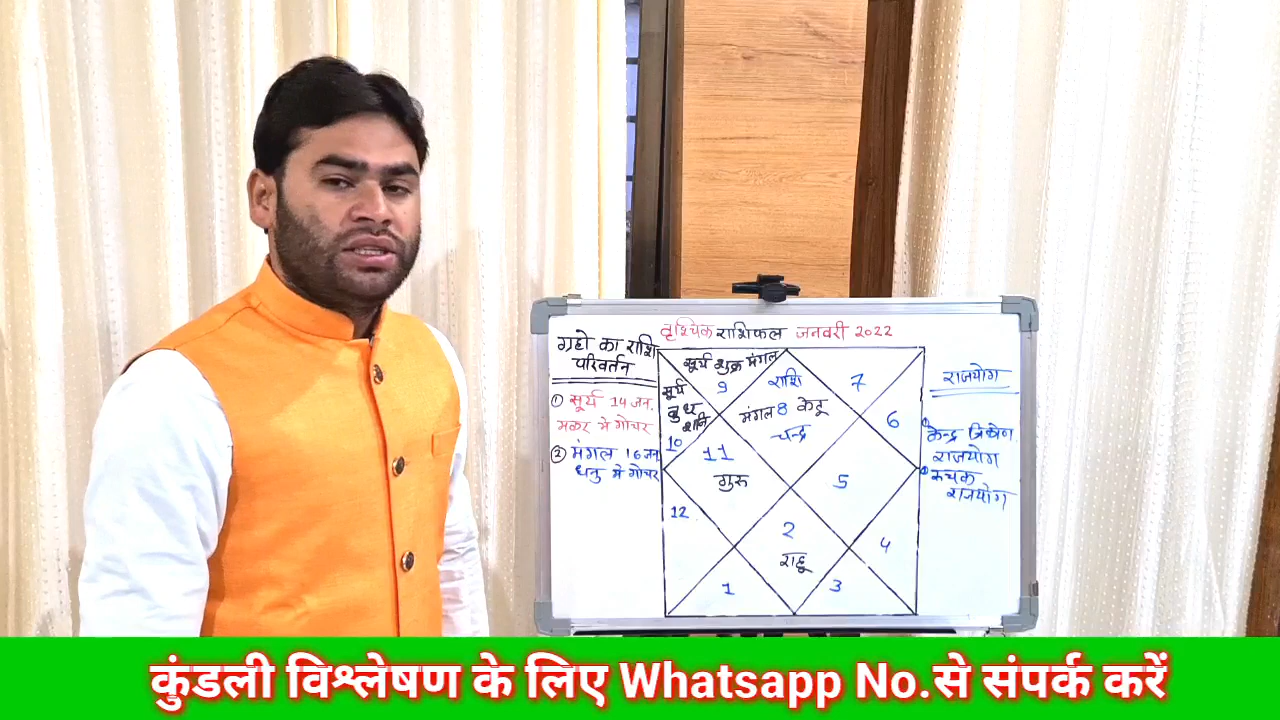 वृश्चिक राशिफल जनवरी 2022
ग्रहो का राशि
परिवर्तन
① सूर्य 14 जन.
मकर मे गोचर
② मंगल 16 जन
धनु मे गोचर
सूर्य शुक्र मंगल
9
सूर्य
बुध
शनि
10
राशि
मंगल 8 केतू
चन्द्र
7
6
11
गुरू
5
12
2
राहू
4
1
3
राजयोग
① केन्द्र त्रिकोण
राजयोग
② रूचक
राजयोग
कुंडली विश्लेषण के लिए Whatsapp No.से संपर्क करें